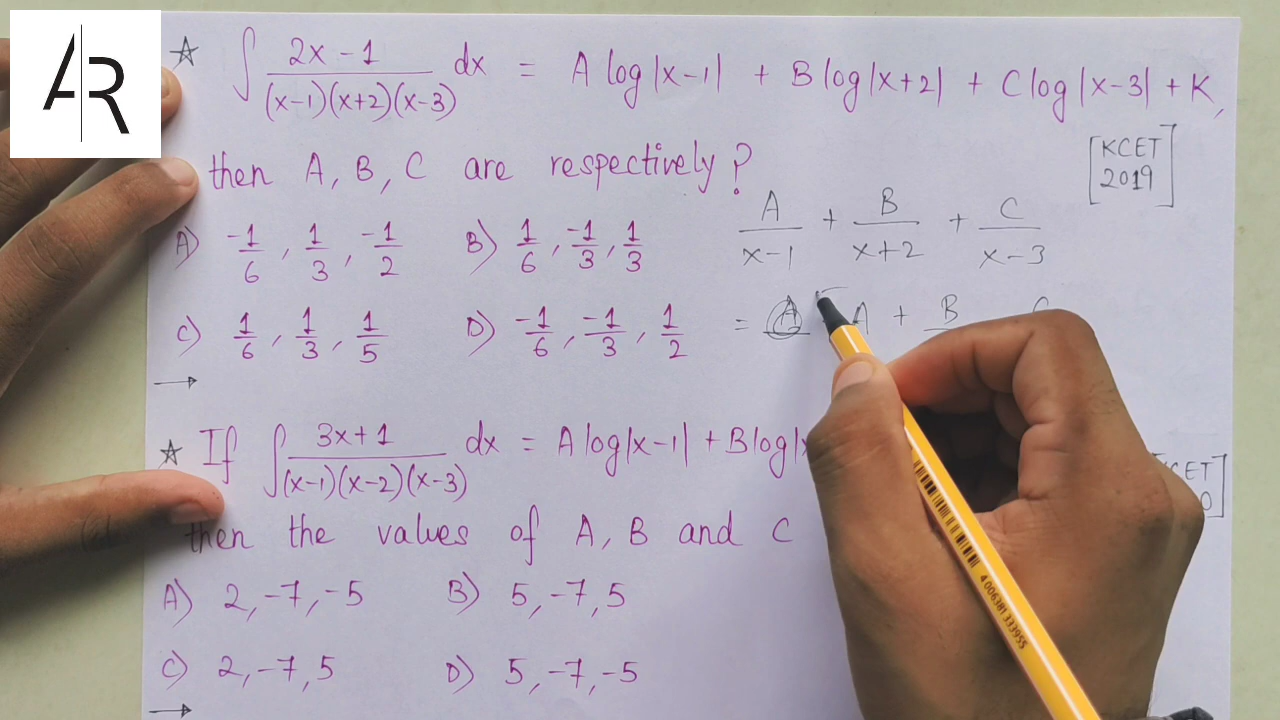 AR
☆ ∫ (2x - 1)/((x-1)(x+2)(x-3)) dx = A log|x-1| + B log|x+2| + C log|x-3| + K,
then A, B, C are respectively?
[KCET 2019]
A/(x-1) + B/(x+2) + C/(x-3)
A) -1/6, 1/3, -1/2 B) 1/6, -1/3, 1/3
= A A + B C
C) 1/6, 1/3, 1/5 D) -1/6, -1/3, 1/2
→
☆ If ∫ (3x+1)/((x-1)(x-2)(x-3)) dx = A log|x-1| + B log|x
then the values of A, B and C
A) 2, -7, -5 B) 5, -7, 5
C) 2, -7, 5 D) 5, -7, -5
→
4 006381 333955